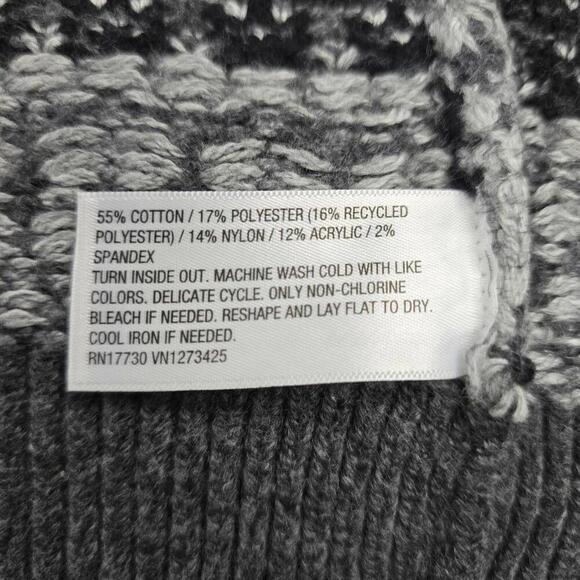 55% COTTON / 17% POLYESTER (16% RECYCLED
POLYESTER) / 14% NYLON / 12% ACRYLIC / 2%
SPANDEX
TURN INSIDE OUT. MACHINE WASH COLD WITH LIKE
COLORS. DELICATE CYCLE. ONLY NON-CHLORINE
BLEACH IF NEEDED. RESHAPE AND LAY FLAT TO DRY.
COOL IRON IF NEEDED.
RN17730 VN1273425